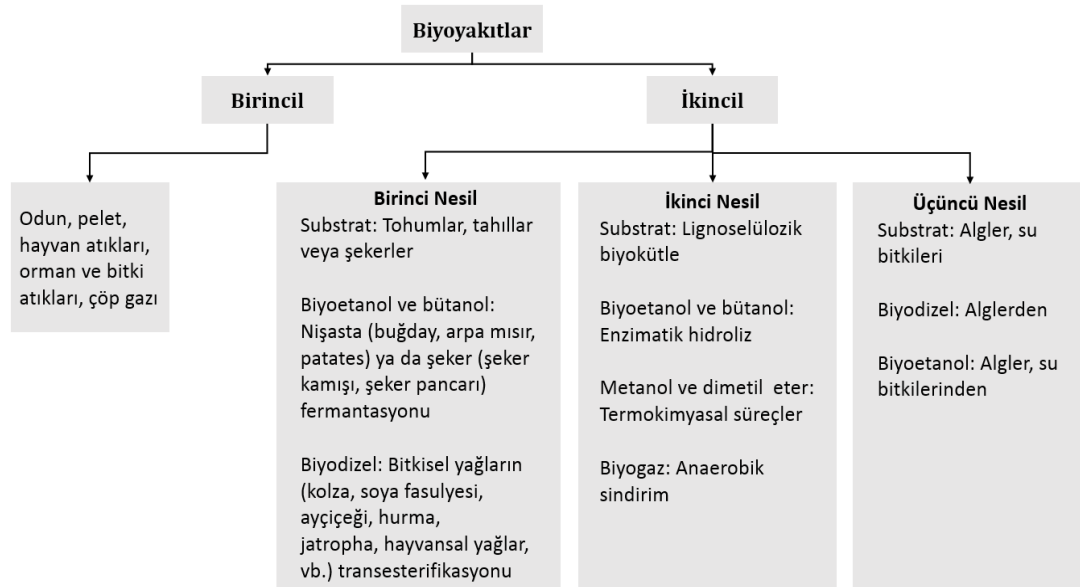 Biyoyakıtlar
Birincil
İkincil
Odun, pelet,
hayvan atıkları,
orman ve bitki
atıkları, çöp gazı
Birinci Nesil
Substrat: Tohumlar, tahıllar
veya şekerler
Biyoetanol ve bütanol:
Nişasta (buğday, arpa mısır,
patates) ya da şeker (şeker
kamışı, şeker pancarı)
fermantasyonu
Biyodizel: Bitkisel yağların
(kolza, soya fasulyesi,
ayçiçeği, hurma,
jatropha, hayvansal yağlar,
vb.) transesterifikasyonu
İkinci Nesil
Substrat: Lignoselülozik
biyokütle
Biyoetanol ve bütanol:
Enzimatik hidroliz
Metanol ve dimetil eter:
Termokimyasal süreçler
Biyogaz: Anaerobik
sindirim
Üçüncü Nesil
Substrat: Algler, su
bitkileri
Biyodizel: Alglerden
Biyoetanol: Algler, su
bitkilerinden